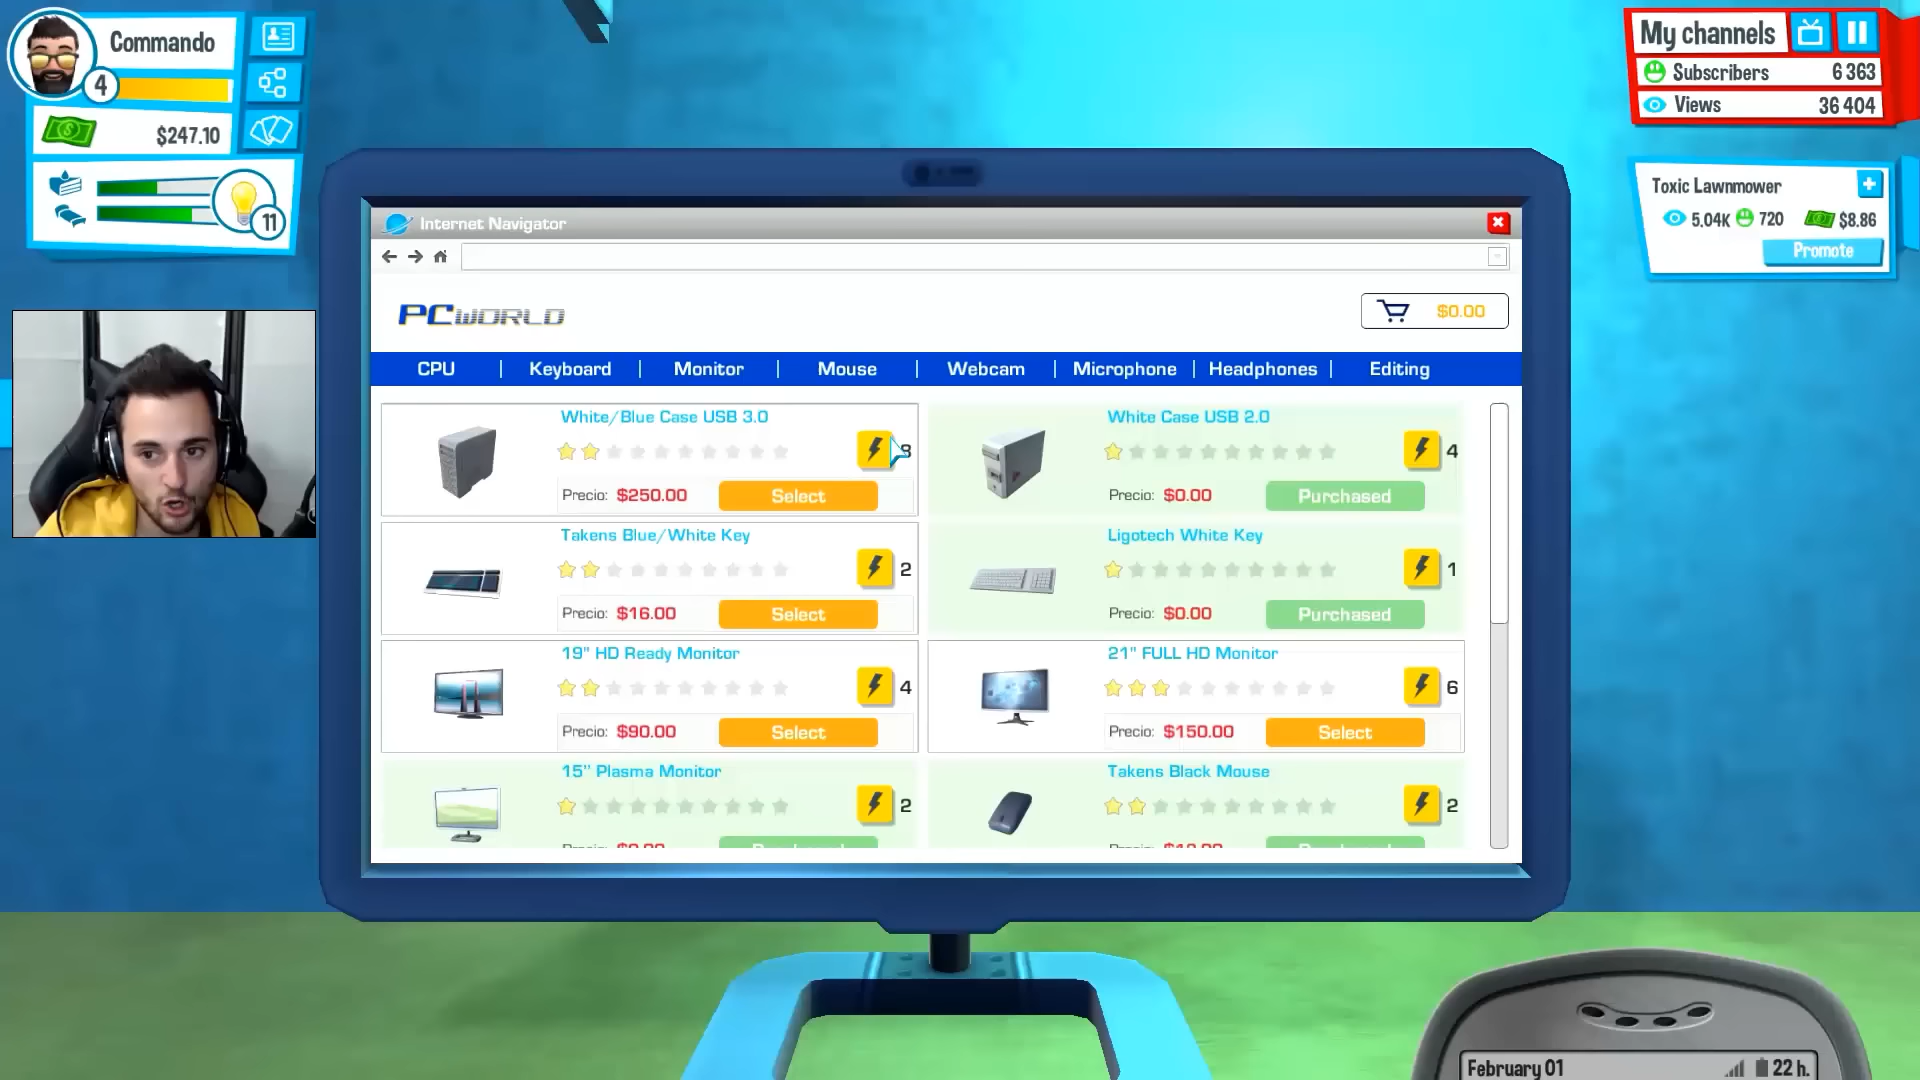 Commando
4
$247.10
11
My channels
Subscribers 6 363
Views 36 404
Toxic Lawnmower
5.04K 720 $8.86
Promote
Internet Navigator
PCWORLD
$0.00
CPU | Keyboard | Monitor | Mouse | Webcam | Microphone | Headphones | Editing
White/Blue Case USB 3.0
8
Precio: $250.00 Select
White Case USB 2.0
4
Precio: $0.00 Purchased
Takens Blue/White Key
2
Precio: $16.00 Select
Ligotech White Key
1
Precio: $0.00 Purchased
19" HD Ready Monitor
4
Precio: $90.00 Select
21" FULL HD Monitor
6
Precio: $150.00 Select
15" Plasma Monitor
2
Takens Black Mouse
2
February 01 22 h.